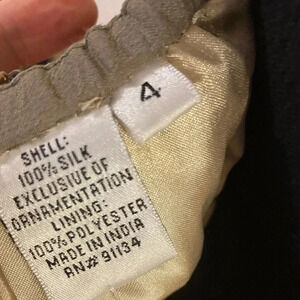 4
SHELL:
100% SILK
EXCLUSIVE OF
ORNAMENTATION
LINING:
100% POLYESTER
MADE IN INDIA
RN# 91134